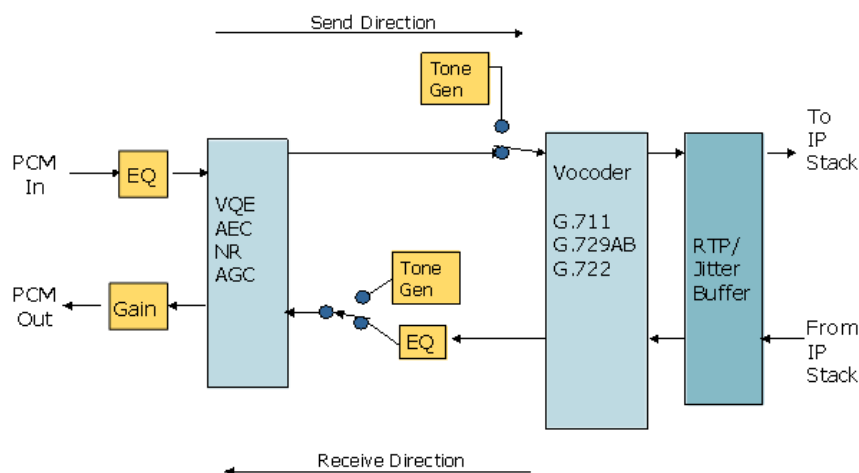 Send Direction
Tone
Gen
To
IP
Stack
PCM
In
EQ
VQE
AEC
NR
AGC
Vocoder
G.711
G.729AB
G.722
RTP/
Jitter
Buffer
Tone
Gen
PCM
Out
Gain
EQ
From
IP
Stack
Receive Direction